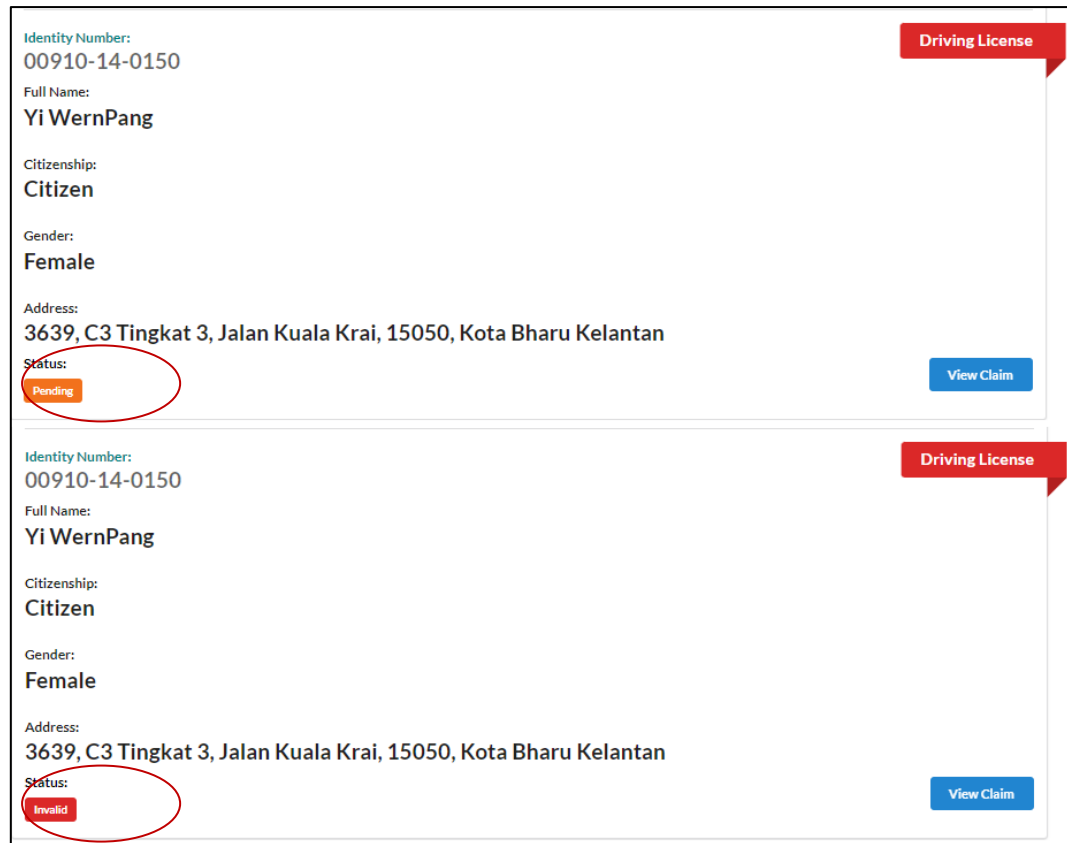 Identity Number:
Driving License
00910-14-0150
Full Name:
Yi WernPang
Citizenship:
Citizen
Gender:
Female
Address:
3639, C3 Tingkat 3, Jalan Kuala Krai, 15050, Kota Bharu Kelantan
Status:
View Claim
Pending
Identity Number:
Driving License
00910-14-0150
Full Name:
Yi WernPang
Citizenship:
Citizen
Gender:
Female
Address:
3639, C3 Tingkat 3, Jalan Kuala Krai, 15050, Kota Bharu Kelantan
Status:
View Claim
Invalid